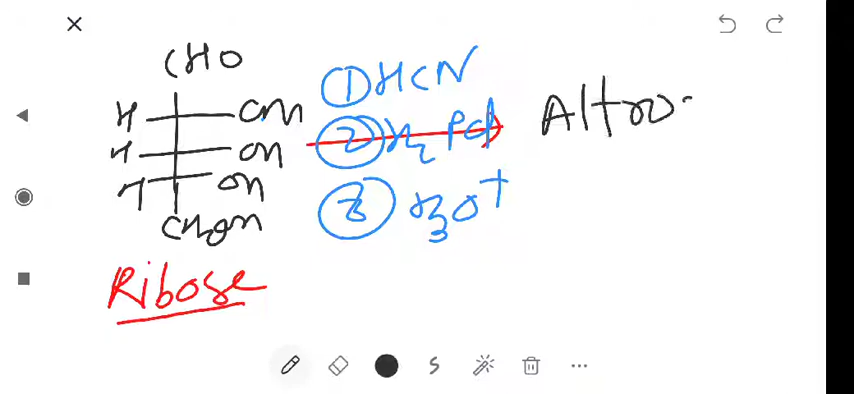 CHO
H OH
H OH
H OH
CH2OH
Ribose
① HCN
② H2 Pd
③ H3O+
Altro